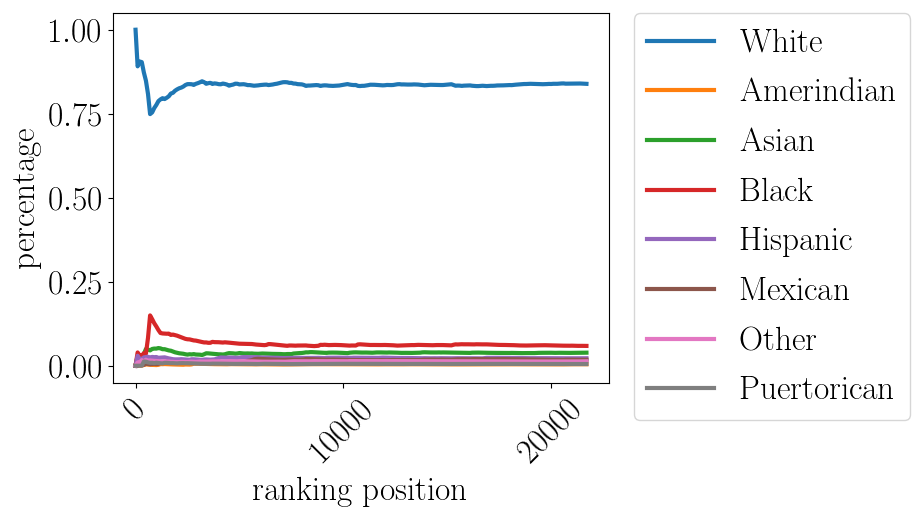 1.00
0.75
0.50
0.25
0.00
percentage
0
10000
20000
ranking position
White
Amerindian
Asian
Black
Hispanic
Mexican
Other
Puertorican